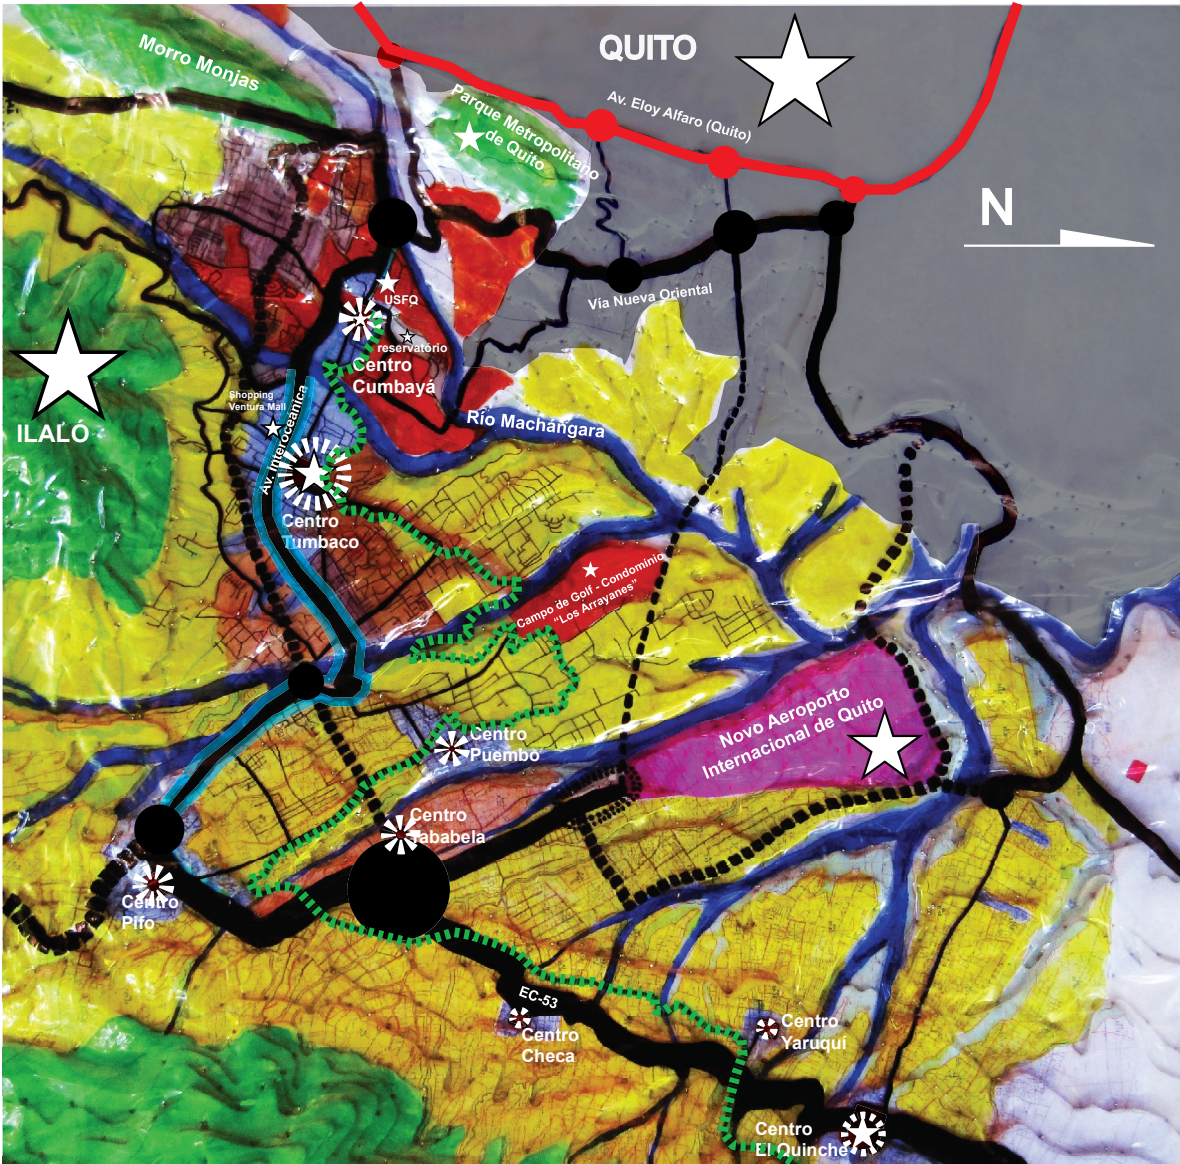 QUITO
Morro Monjas
Parque Metropolitano
de Quito
Av. Eloy Alfaro (Quito)
N
Vía Nueva Oriental
USFQ
reservatório
Centro
Cumbayá
ILALÓ
Shopping
Ventura Mall
Av. Interoceanica
Río Machángara
Centro
Tumbaco
Campo de Golf - Condomínio
“Los Arrayanes”
Novo Aeroporto
Internacional de Quito
Centro
Puembo
Centro
Tababela
Centro
Pifo
EC-53
Centro
Checa
Centro
Yaruquí
Centro
El Quinche